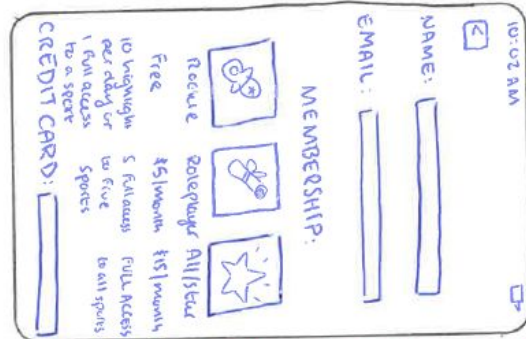 10:02 AM
<
NAME:
EMAIL:
MEMBERSHIP:
Rookie Roleplayer All/star
Free $5/month $15/month
10 highlights 5 full access FULL ACCESS
per day or to five to all sports
1 full access sports
to a sport
CREDIT CARD: